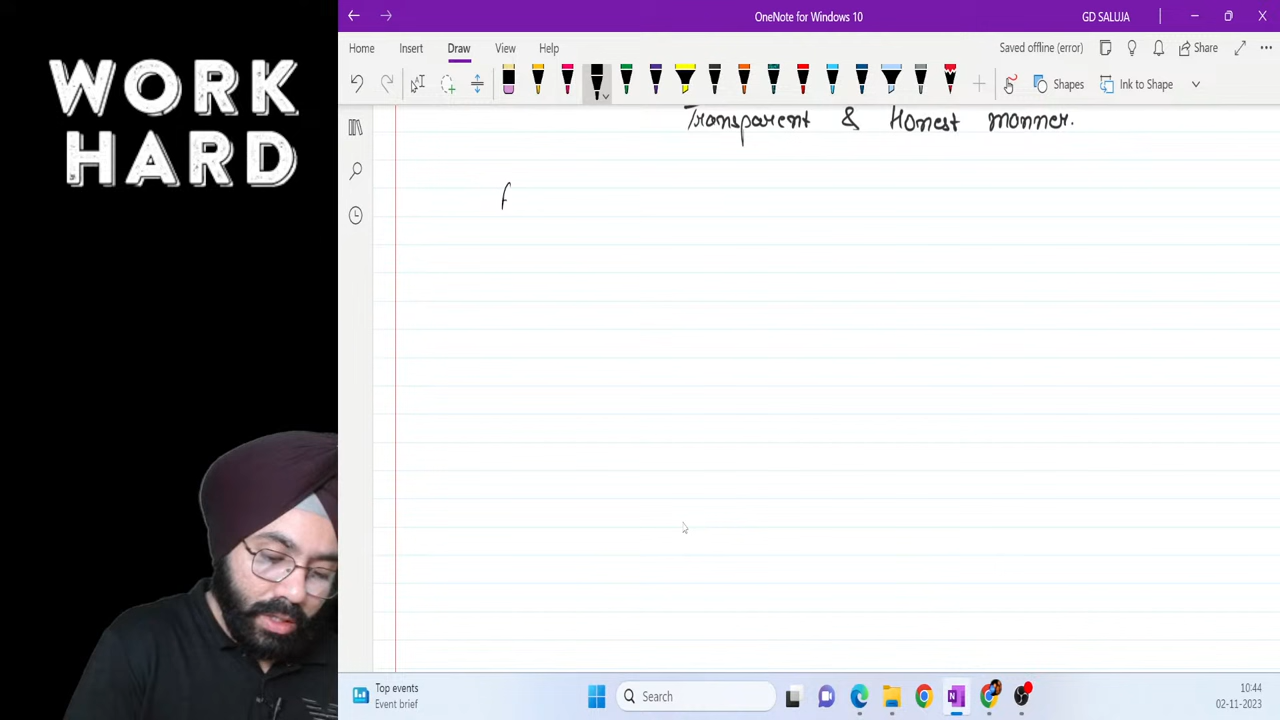 WORK
HARD
OneNote for Windows 10
GD SALUJA
Home Insert Draw View Help
Saved offline (error)
Share
Shapes
Ink to Shape
Transparent & Honest manner.
Top events
Event brief
Search
10:44
02-11-2023